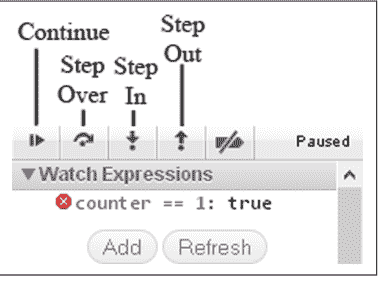 Continue
Step Over
Step In
Step Out
Paused
Watch Expressions
counter == 1: true
Add Refresh